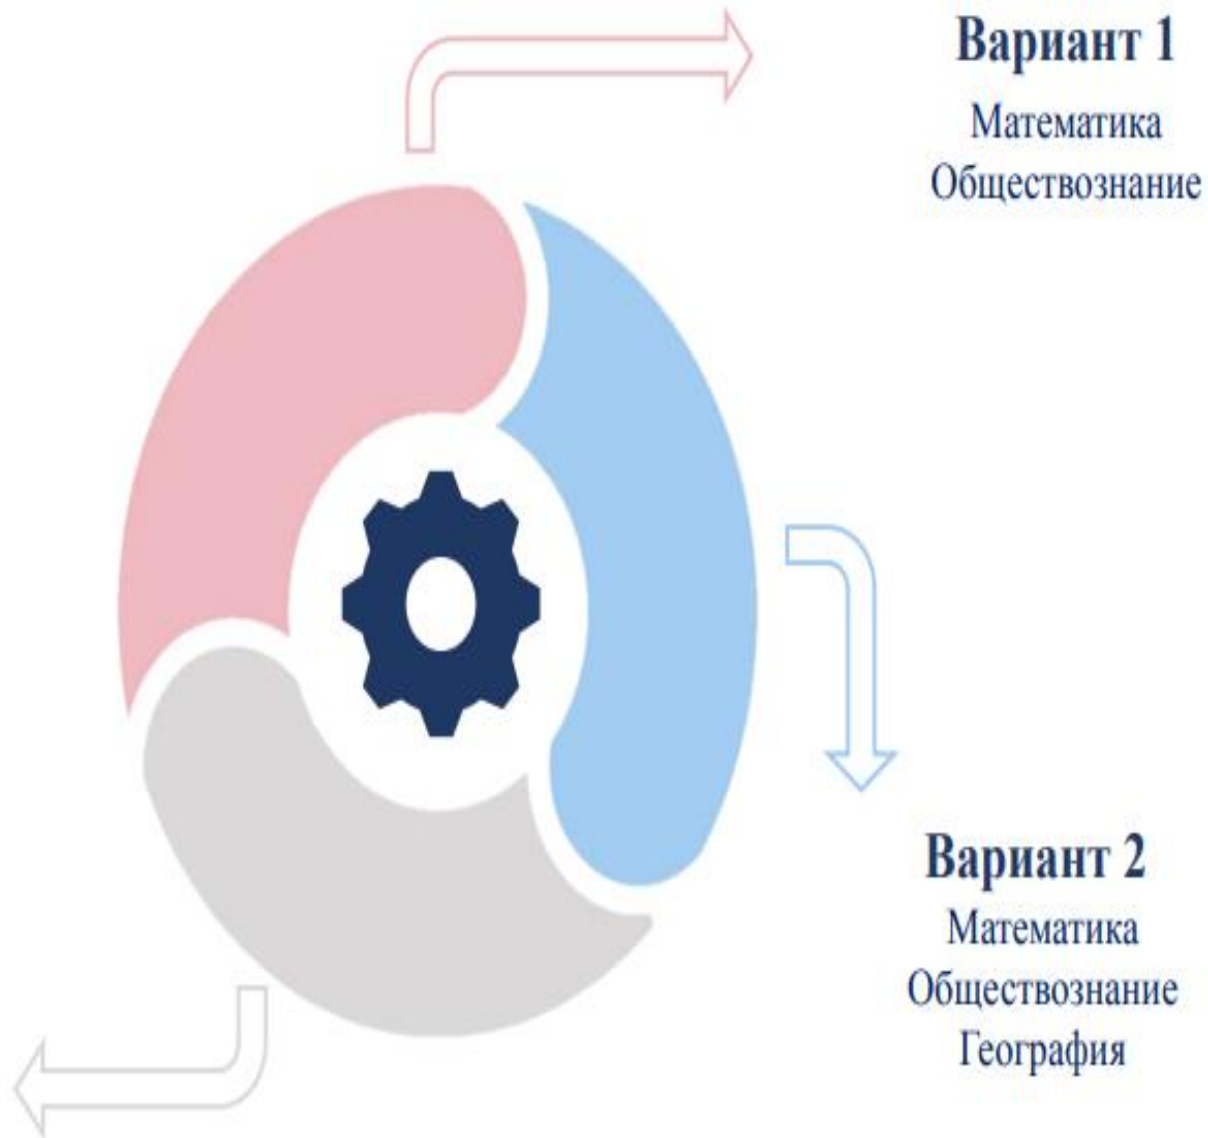 Вариант 1
Математика
Обществознание
Вариант 2
Математика
Обществознание
География